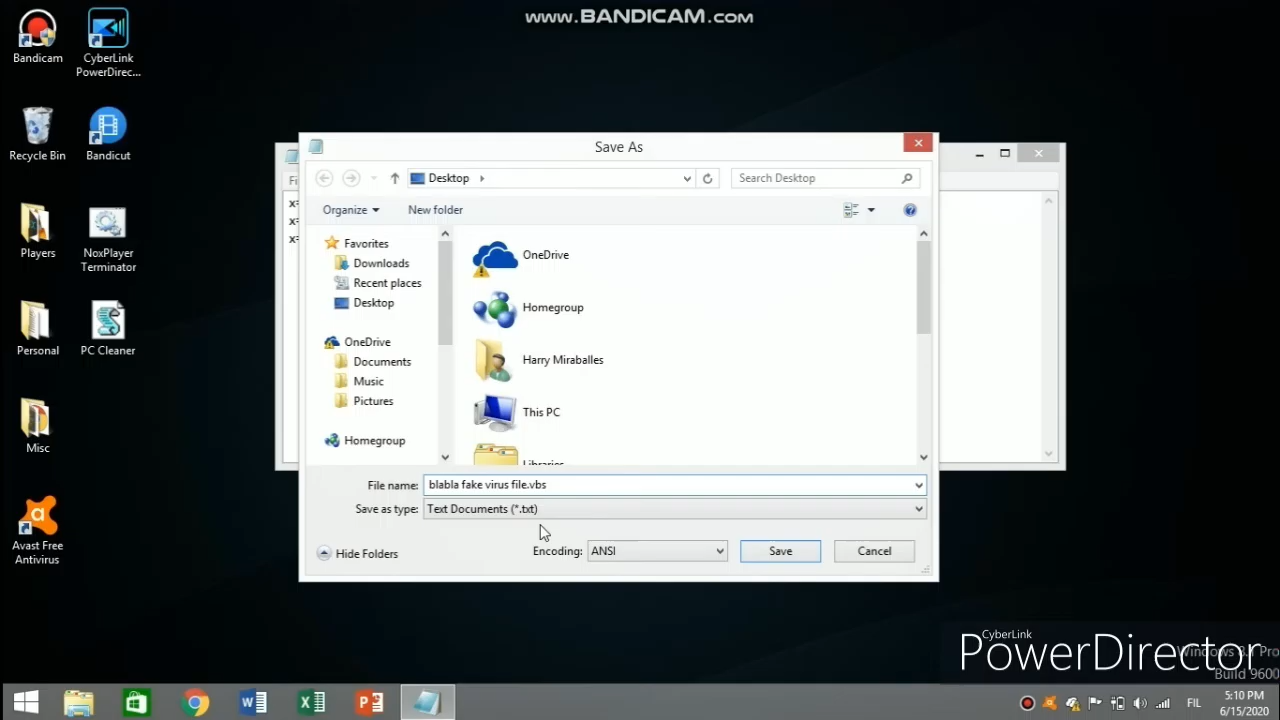 www.BANDICAM.com
Bandicam
CyberLink
PowerDirec...
Recycle Bin
Bandicut
Players
NoxPlayer
Terminator
Personal
PC Cleaner
Misc
Avast Free
Antivirus
Save As
Desktop
Search Desktop
Organize
New folder
Favorites
Downloads
Recent places
Desktop
OneDrive
Documents
Music
Pictures
Homegroup
OneDrive
Homegroup
Harry Miraballes
This PC
Libraries
x=
x=
x=
File name:
blabla fake virus file.vbs
Save as type:
Text Documents (*.txt)
Hide Folders
Encoding:
ANSI
Save
Cancel
CyberLink
PowerDirector
Build 9600
FIL
5:10 PM
6/15/2020